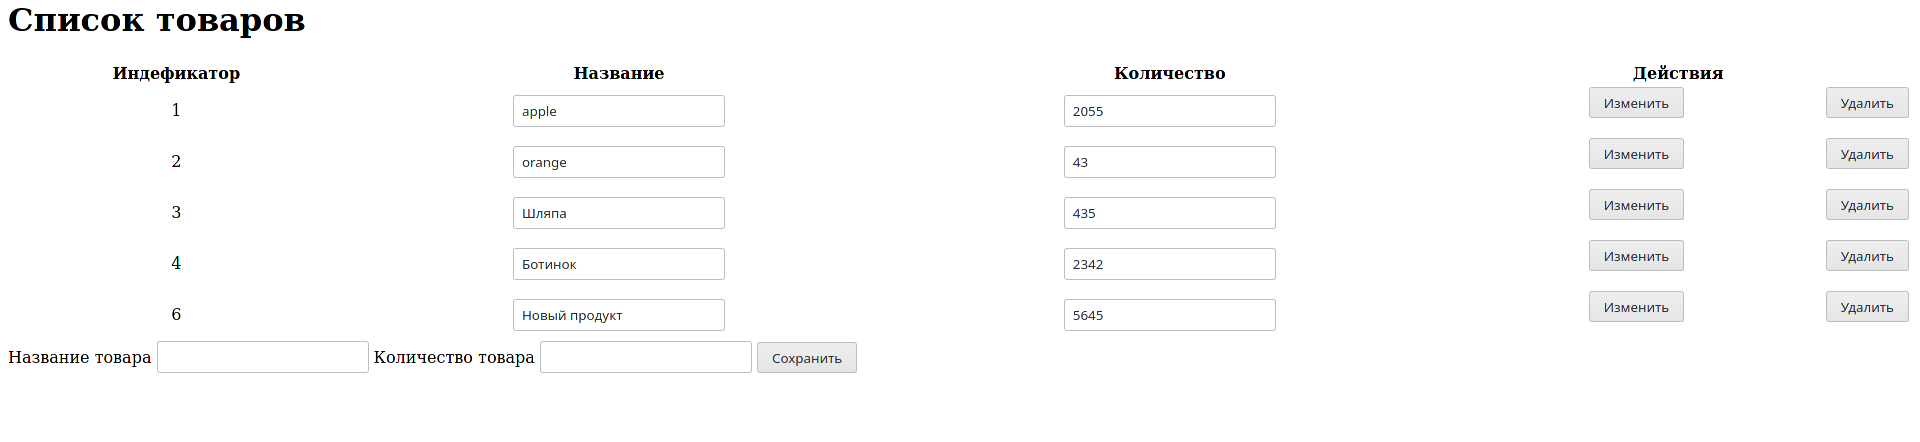 Список товаров
Индефикатор Название Количество Действия
1 apple 2055 Изменить Удалить
2 orange 43 Изменить Удалить
3 Шляпа 435 Изменить Удалить
4 Ботинок 2342 Изменить Удалить
6 Новый продукт 5645 Изменить Удалить
Название товара Количество товара Сохранить